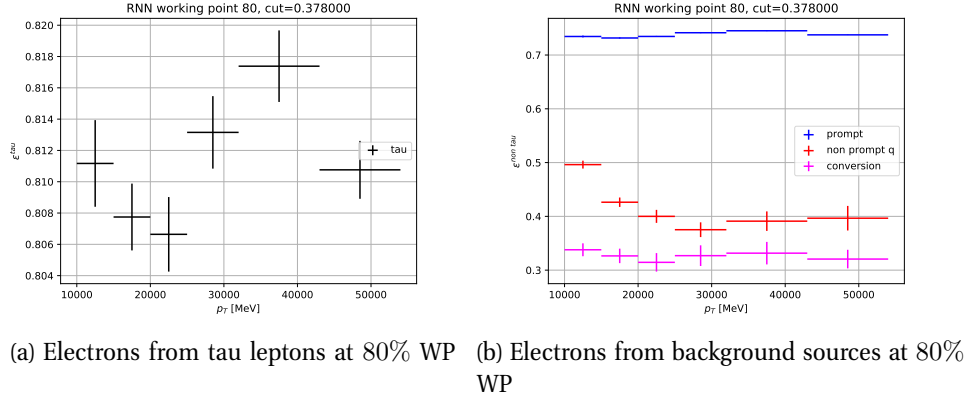 RNN working point 80, cut=0.378000
0.820
0.818
0.816
0.814
0.812
0.810
0.808
0.806
0.804
ε^tau
tau
10000 20000 30000 40000 50000
p_T [MeV]
RNN working point 80, cut=0.378000
0.7
0.6
0.5
0.4
0.3
ε^non tau
prompt
non prompt q
conversion
10000 20000 30000 40000 50000
p_T [MeV]
(a) Electrons from tau leptons at 80% WP
(b) Electrons from background sources at 80%
WP